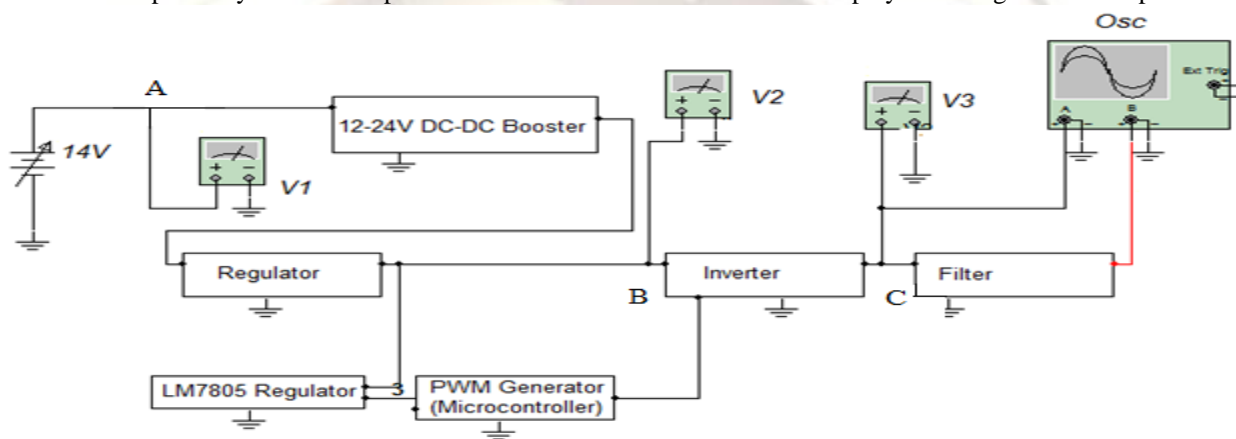 Osc
Ext Trig
A
B
A
V2
V3
12-24V DC-DC Booster
14V
V1
Regulator
Inverter
Filter
B
C
LM7805 Regulator
3
PWM Generator
(Microcontroller)